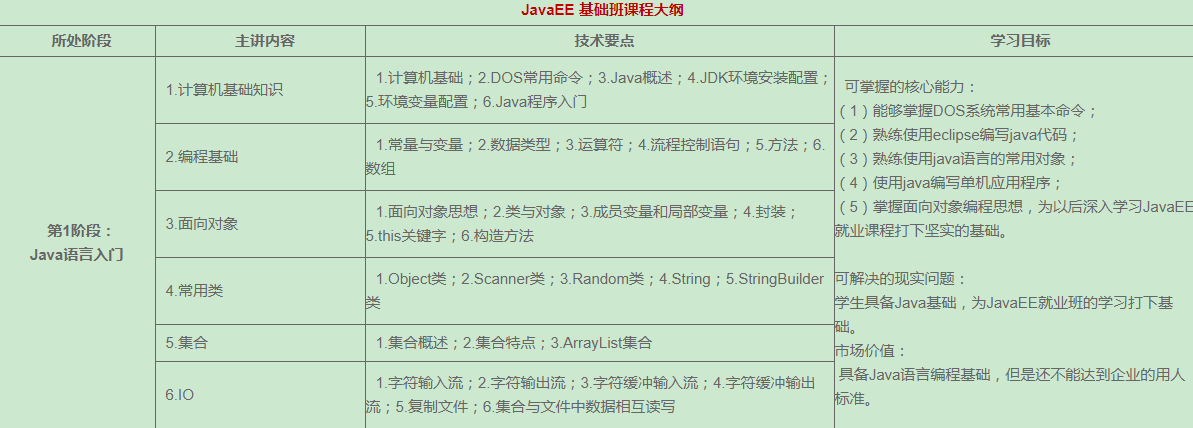 JavaEE 基础班课程大纲
所处阶段
主讲内容
技术要点
学习目标
第1阶段：
Java语言入门
1.计算机基础知识
1.计算机基础；2.DOS常用命令；3.Java概述；4.JDK环境安装配置；
5.环境变量配置；6.Java程序入门
2.编程基础
1.常量与变量；2.数据类型；3.运算符；4.流程控制语句；5.方法；6.
数组
3.面向对象
1.面向对象思想；2.类与对象；3.成员变量和局部变量；4.封装；
5.this关键字；6.构造方法
4.常用类
1.Object类；2.Scanner类；3.Random类；4.String；5.StringBuilder
类
5.集合
1.集合概述；2.集合特点；3.ArrayList集合
6.IO
1.字符输入流；2.字符输出流；3.字符缓冲输入流；4.字符缓冲输出
流；5.复制文件；6.集合与文件中数据相互读写
可掌握的核心能力：
（1）能够掌握DOS系统常用基本命令；
（2）熟练使用eclipse编写java代码；
（3）熟练使用java语言的常用对象；
（4）使用java编写单机应用程序；
（5）掌握面向对象编程思想，为以后深入学习JavaEE
就业课程打下坚实的基础。
可解决的现实问题：
学生具备Java基础，为JavaEE就业班的学习打下基
础。
市场价值：
具备Java语言编程基础，但是还不能达到企业的用人
标准。